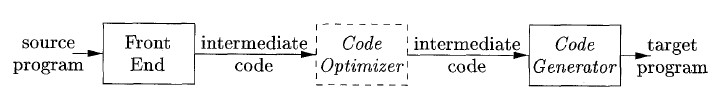 source
program
Front
End
intermediate
code
Code
Optimizer
intermediate
code
Code
Generator
target
program